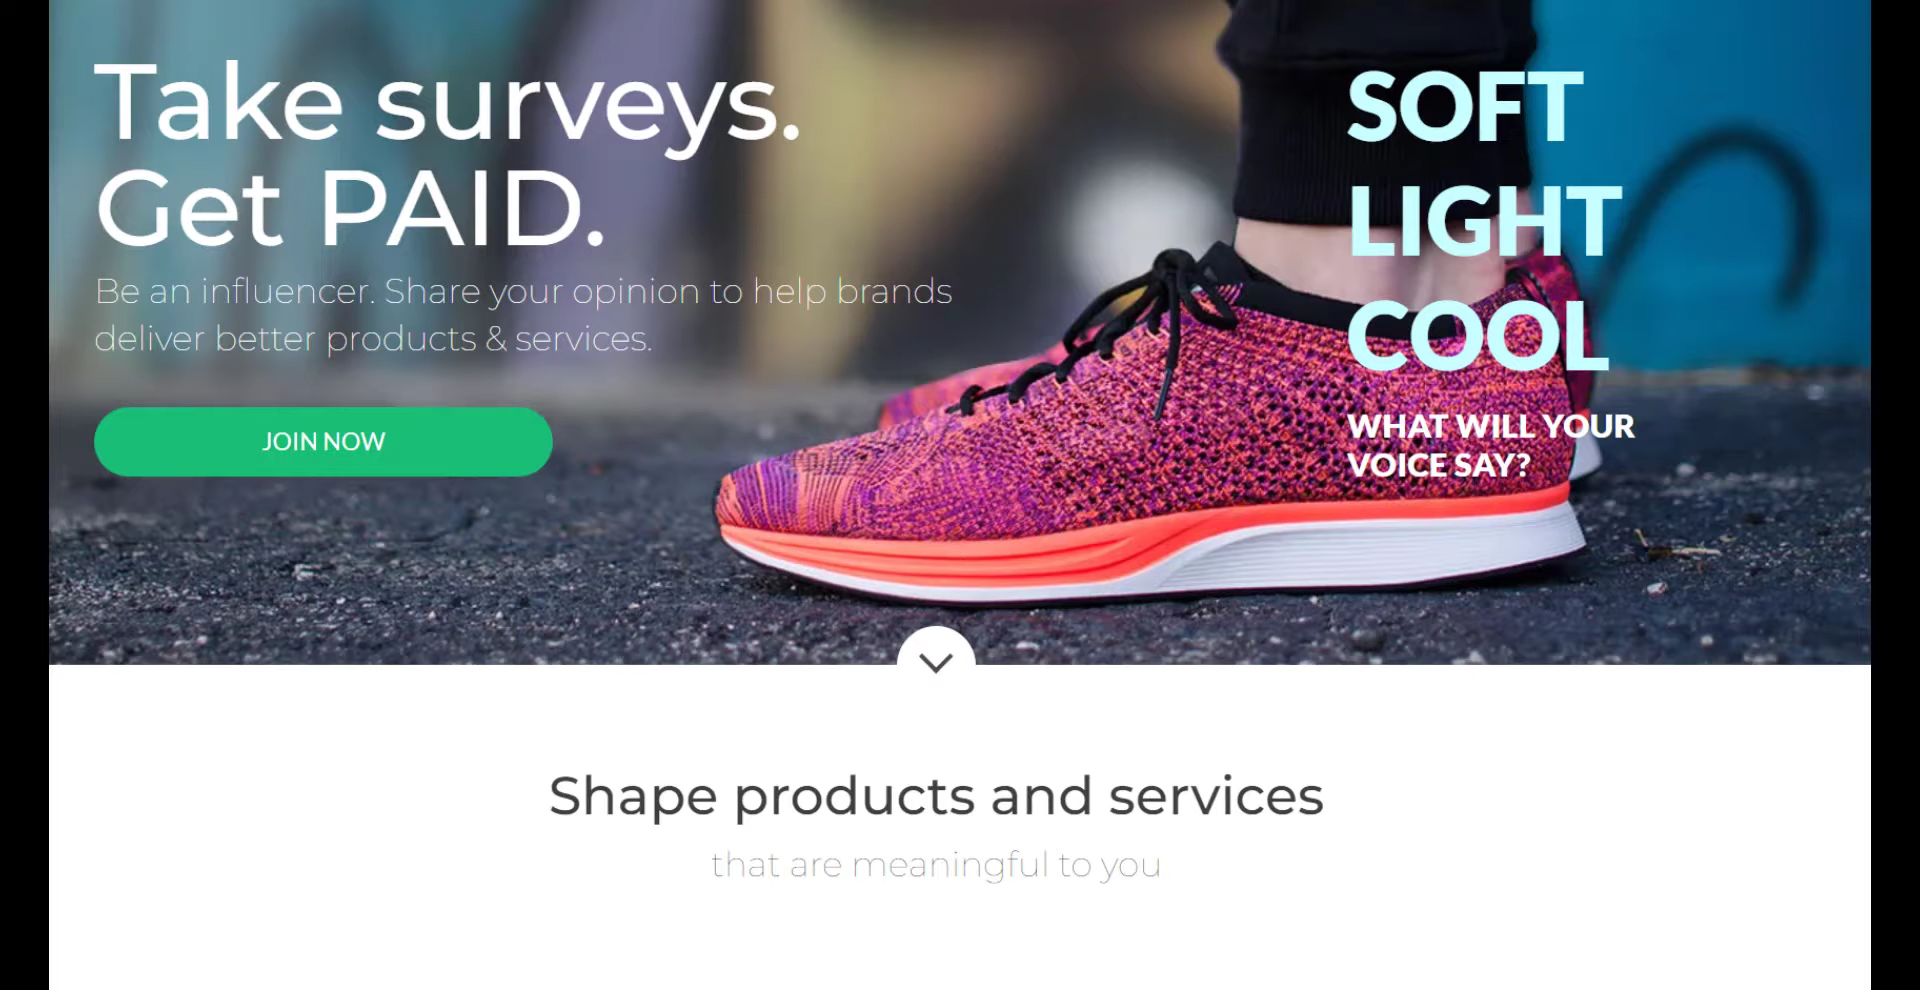 Take surveys.
Get PAID.
Be an influencer. Share your opinion to help brands
deliver better products & services.
JOIN NOW
SOFT
LIGHT
COOL
WHAT WILL YOUR
VOICE SAY?
Shape products and services
that are meaningful to you